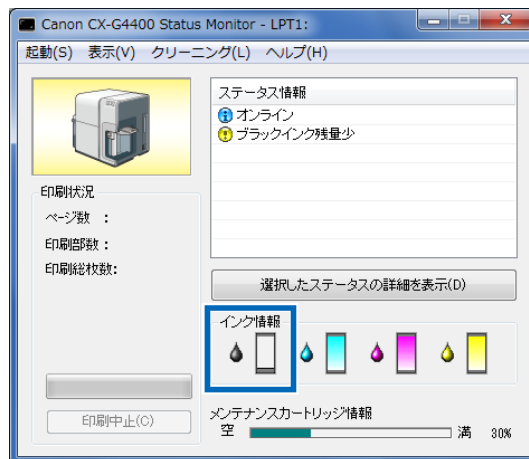 Canon CX-G4400 Status Monitor - LPT1:
起動(S) 表示(V) クリーニング(L) ヘルプ(H)
ステータス情報
オンライン
ブラックインク残量少
印刷状況
ページ数 :
印刷部数 :
印刷総枚数:
選択したステータスの詳細を表示(D)
インク情報
印刷中止(C)
メンテナンスカートリッジ情報
空 満 30%